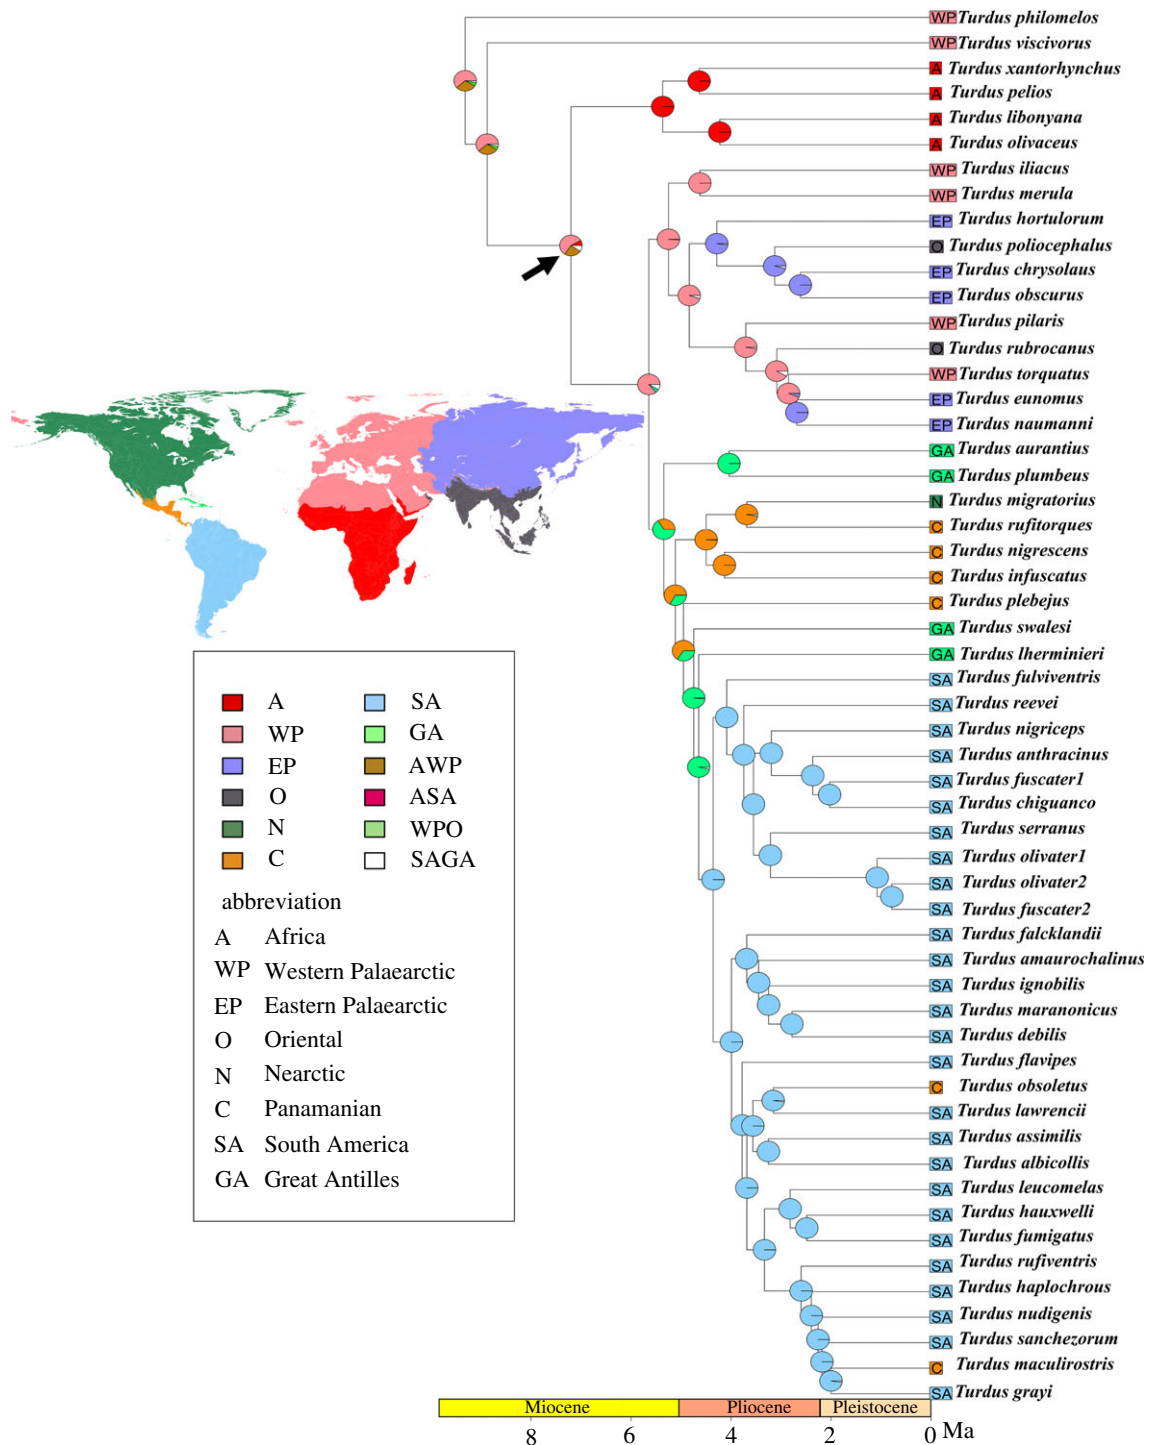 WP Turdus philomelos
WP Turdus viscivorus
A Turdus xantorhynchus
A Turdus pelios
A Turdus libonyana
A Turdus olivaceus
WP Turdus iliacus
WP Turdus merula
EP Turdus hortulorum
O Turdus poliocephalus
EP Turdus chrysolaus
EP Turdus obscurus
WP Turdus pilaris
O Turdus rubrocanus
WP Turdus torquatus
EP Turdus eunomus
EP Turdus naumanni
GA Turdus aurantius
GA Turdus plumbeus
N Turdus migratorius
C Turdus rufitorques
C Turdus nigrescens
C Turdus infuscatus
C Turdus plebejus
GA Turdus swalesi
GA Turdus lherminieri
SA Turdus fulviventris
SA Turdus reevei
SA Turdus nigriceps
SA Turdus anthracinus
SA Turdus fuscater1
SA Turdus chiguanco
SA Turdus serranus
SA Turdus olivater1
SA Turdus olivater2
SA Turdus fuscater2
SA Turdus falcklandii
SA Turdus amaurochalinus
SA Turdus ignobilis
SA Turdus maranonicus
SA Turdus debilis
SA Turdus flavipes
C Turdus obsoletus
SA Turdus lawrencii
SA Turdus assimilis
SA Turdus albicollis
SA Turdus leucomelas
SA Turdus hauxwelli
SA Turdus fumigatus
SA Turdus rufiventris
SA Turdus haplochrous
SA Turdus nudigenis
SA Turdus sanchezorum
C Turdus maculirostris
SA Turdus grayi
A SA
WP GA
EP AWP
O ASA
N WPO
C SAGA
abbreviation
A Africa
WP Western Palaearctic
EP Eastern Palaearctic
O Oriental
N Nearctic
C Panamanian
SA South America
GA Great Antilles
Miocene Pliocene Pleistocene
8 6 4 2 0 Ma